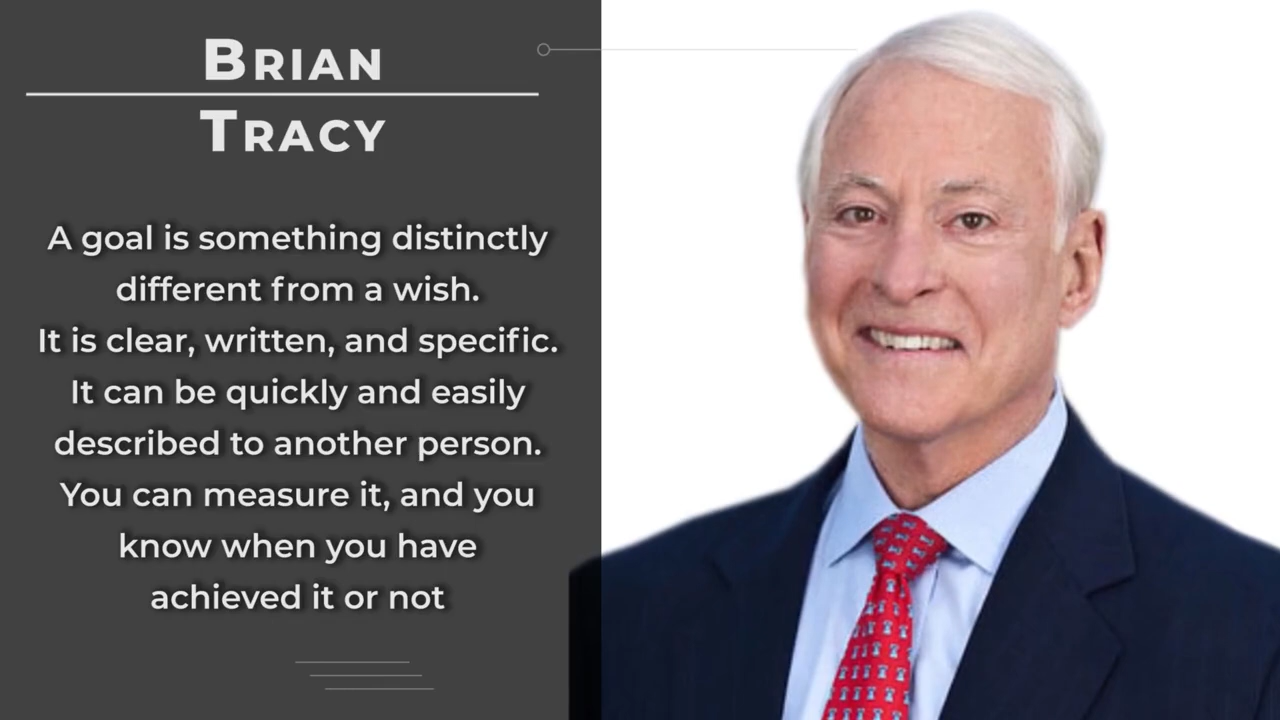 BRIAN
TRACY
A goal is something distinctly
different from a wish.
It is clear, written, and specific.
It can be quickly and easily
described to another person.
You can measure it, and you
know when you have
achieved it or not